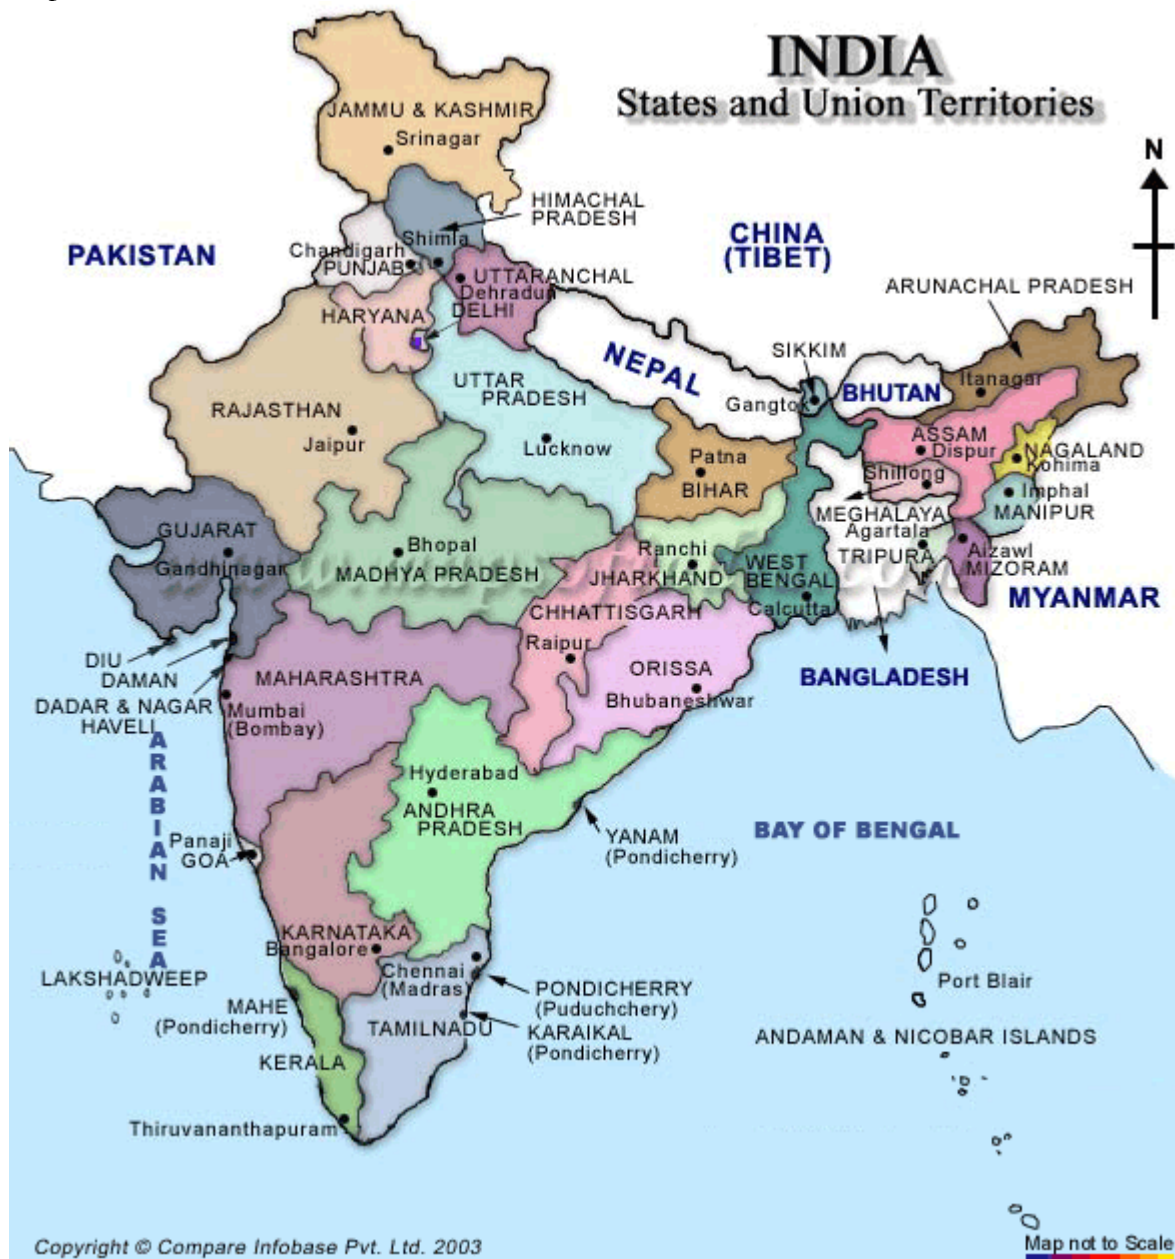 INDIA
States and Union Territories
N
JAMMU & KASHMIR
Srinagar
HIMACHAL
PRADESH
PAKISTAN
CHINA
(TIBET)
Shimla
Chandigarh
PUNJAB
UTTARANCHAL
Dehradun
DELHI
HARYANA
ARUNACHAL PRADESH
NEPAL
SIKKIM
BHUTAN
Itanagar
Gangtok
UTTAR
PRADESH
RAJASTHAN
Jaipur
Lucknow
Patna
BIHAR
ASSAM
Dispur
NAGALAND
Kohima
Shillong
Imphal
MANIPUR
MEGHALAYA
Agartala
TRIPURA
Aizawl
MIZORAM
GUJARAT
Gandhinagar
Bhopal
MADHYA PRADESH
Ranchi
JHARKHAND
WEST
BENGAL
Calcutta
CHHATTISGARH
Raipur
MYANMAR
BANGLADESH
DIU
DAMAN
DADAR & NAGAR
HAVELI
MAHARASHTRA
Mumbai
(Bombay)
ORISSA
Bhubaneshwar
ARABIAN SEA
Hyderabad
ANDHRA
PRADESH
YANAM
(Pondicherry)
BAY OF BENGAL
Panaji
GOA
KARNATAKA
Bangalore
Chennai
(Madras)
LAKSHADWEEP
MAHE
(Pondicherry)
PONDICHERRY
(Puduchchery)
TAMILNADU
KARAIKAL
(Pondicherry)
KERALA
Thiruvananthapuram
Port Blair
ANDAMAN & NICOBAR ISLANDS
Copyright © Compare Infobase Pvt. Ltd. 2003
Map not to Scale